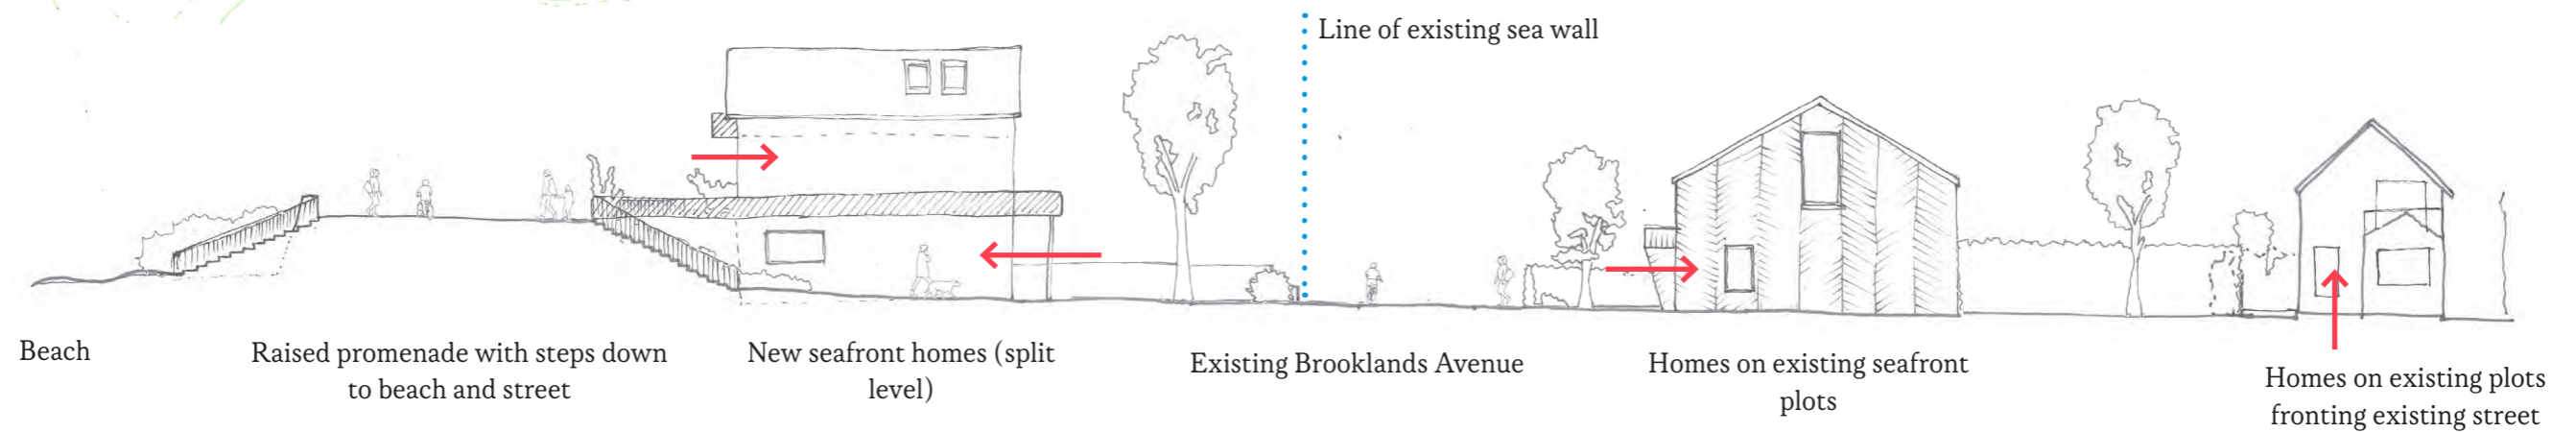 Line of existing sea wall
Beach
Raised promenade with steps down
to beach and street
New seafront homes (split
level)
Existing Brooklands Avenue
Homes on existing seafront
plots
Homes on existing plots
fronting existing street